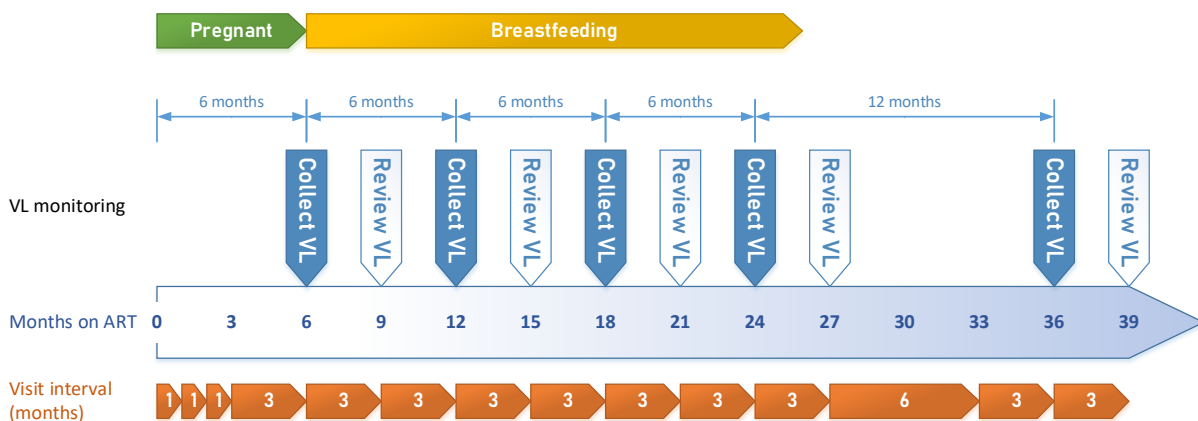 Pregnant
Breastfeeding
6 months
6 months
6 months
6 months
12 months
VL monitoring
Collect VL
Review VL
Collect VL
Review VL
Collect VL
Review VL
Collect VL
Review VL
Collect VL
Review VL
Months on ART
0 3 6 9 12 15 18 21 24 27 30 33 36 39
Visit interval
(months)
1 1 1 3 3 3 3 3 3 3 3 6 3 3